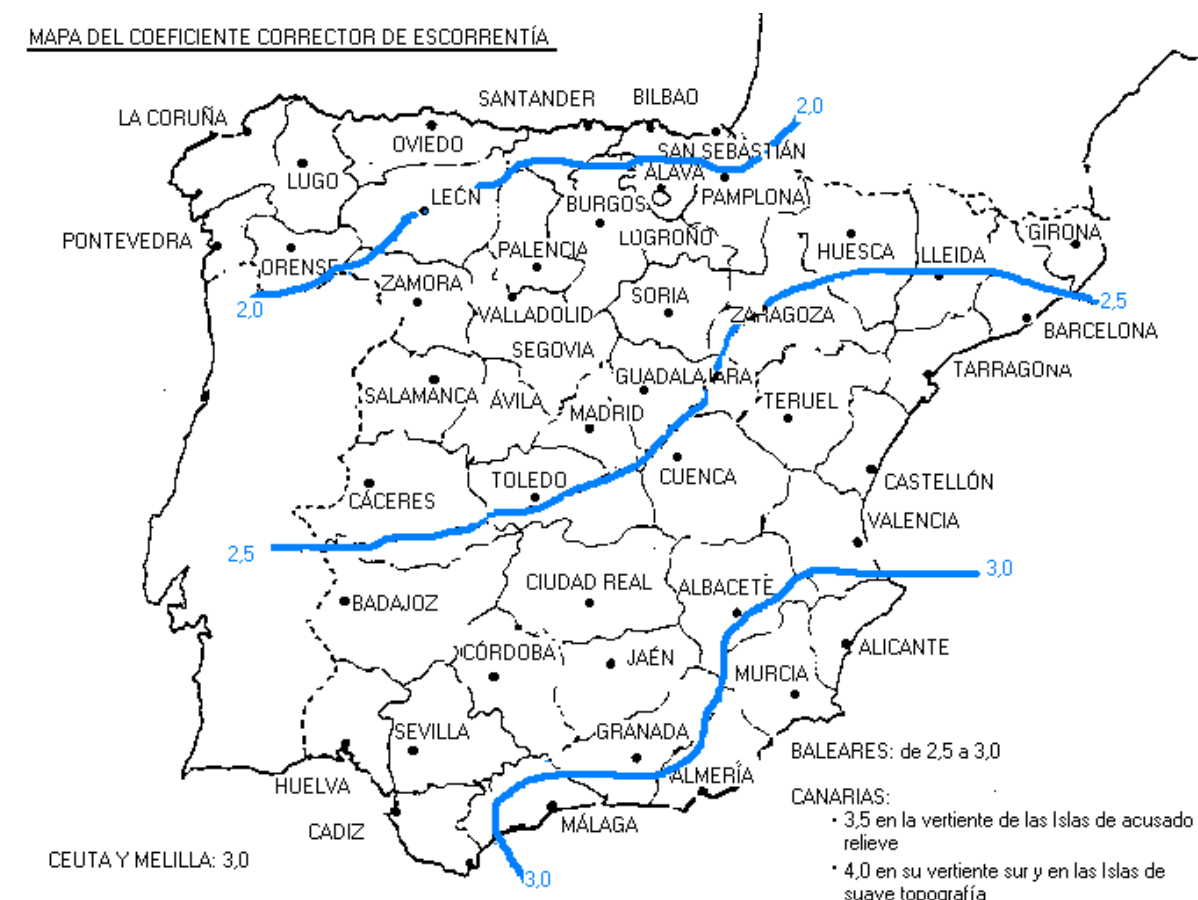 MAPA DEL COEFICIENTE CORRECTOR DE ESCORRENTÍA
SANTANDER
BILBAO
2,0
LA CORUÑA
OVIEDO
SAN SEBASTIÁN
LUGO
ALAVA
LEÓN
BURGOS
PAMPLONA
PONTEVEDRA
ORENSE
PALENCIA
LOGROÑO
HUESCA
LLEIDA
GIRONA
ZAMORA
SORIA
2,0
VALLADOLID
ZARAGOZA
2,5
BARCELONA
SEGOVIA
SALAMANCA
ÁVILA
GUADALAJARA
TARRAGONA
MADRID
TERUEL
CÁCERES
TOLEDO
CUENCA
CASTELLÓN
VALENCIA
2,5
CIUDAD REAL
ALBACETE
3,0
BADAJOZ
CÓRDOBA
JAÉN
ALICANTE
MURCIA
SEVILLA
GRANADA
HUELVA
ALMERÍA
CADIZ
MÁLAGA
3,0
BALEARES: de 2,5 a 3,0
CANARIAS:
· 3,5 en la vertiente de las Islas de acusado
relieve
· 4,0 en su vertiente sur y en las Islas de
suave topografía
CEUTA Y MELILLA: 3,0